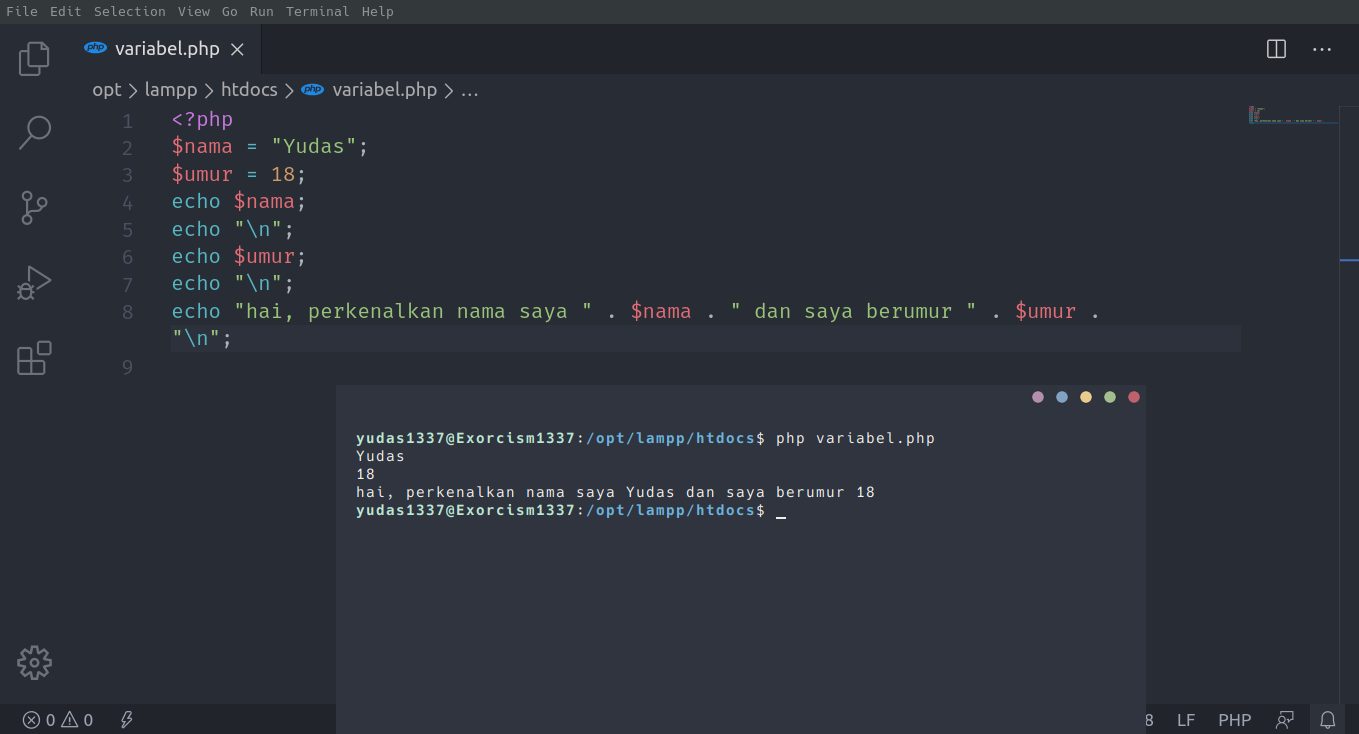 File Edit Selection View Go Run Terminal Help
php variabel.php
opt > lampp > htdocs > php variabel.php > ...
1 <?php
2 $nama = "Yudas";
3 $umur = 18;
4 echo $nama;
5 echo "\n";
6 echo $umur;
7 echo "\n";
8 echo "hai, perkenalkan nama saya " . $nama . " dan saya berumur " . $umur .
"\n";
9
yudas1337@Exorcism1337:/opt/lampp/htdocs$ php variabel.php
Yudas
18
hai, perkenalkan nama saya Yudas dan saya berumur 18
yudas1337@Exorcism1337:/opt/lampp/htdocs$ _
0 0 8 LF PHP